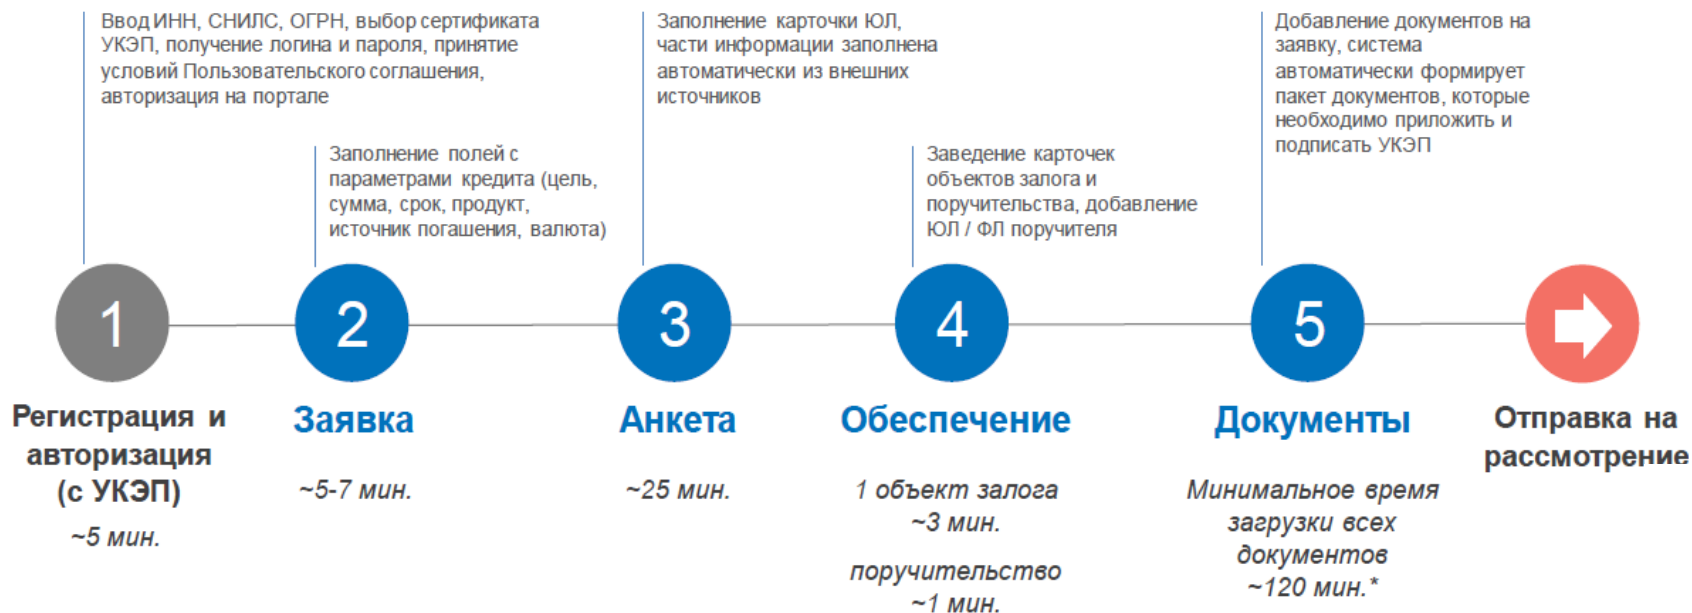 Ввод ИНН, СНИЛС, ОГРН, выбор сертификата
УКЭП, получение логина и пароля, принятие
условий Пользовательского соглашения,
авторизация на портале
Заполнение полей с
параметрами кредита (цель,
сумма, срок, продукт,
источник погашения, валюта)
Заполнение карточки ЮЛ,
части информации заполнена
автоматически из внешних
источников
Заведение карточек
объектов залога и
поручительства, добавление
ЮЛ / ФЛ поручителя
Добавление документов на
заявку, система
автоматически формирует
пакет документов, которые
необходимо приложить и
подписать УКЭП
1
2
3
4
5
Регистрация и
авторизация
(с УКЭП)
~5 мин.
Заявка
~5-7 мин.
Анкета
~25 мин.
Обеспечение
1 объект залога
~3 мин.
поручительство
~1 мин.
Документы
Минимальное время
загрузки всех
документов
~120 мин.*
Отправка на
рассмотрение